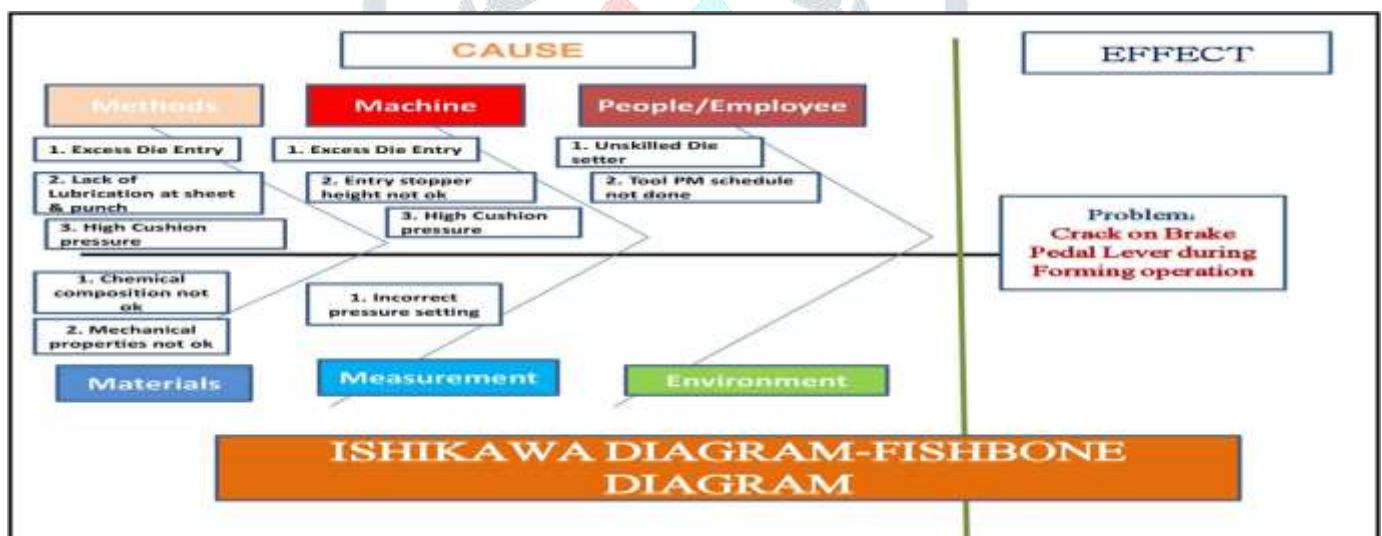 CAUSE
EFFECT
Methods
Machine
People/Employee
1. Excess Die Entry
2. Lack of
Lubrication at sheet
& punch
3. High Cushion
pressure
1. Excess Die Entry
2. Entry stopper
height not ok
3. High Cushion
pressure
1. Unskilled Die
setter
2. Tool PM schedule
not done
Problem:
Crack on Brake
Pedal Lever during
Forming operation
1. Chemical
composition not
ok
2. Mechanical
properties not ok
1. Incorrect
pressure setting
Materials
Measurement
Environment
ISHIKAWA DIAGRAM-FISHBONE
DIAGRAM